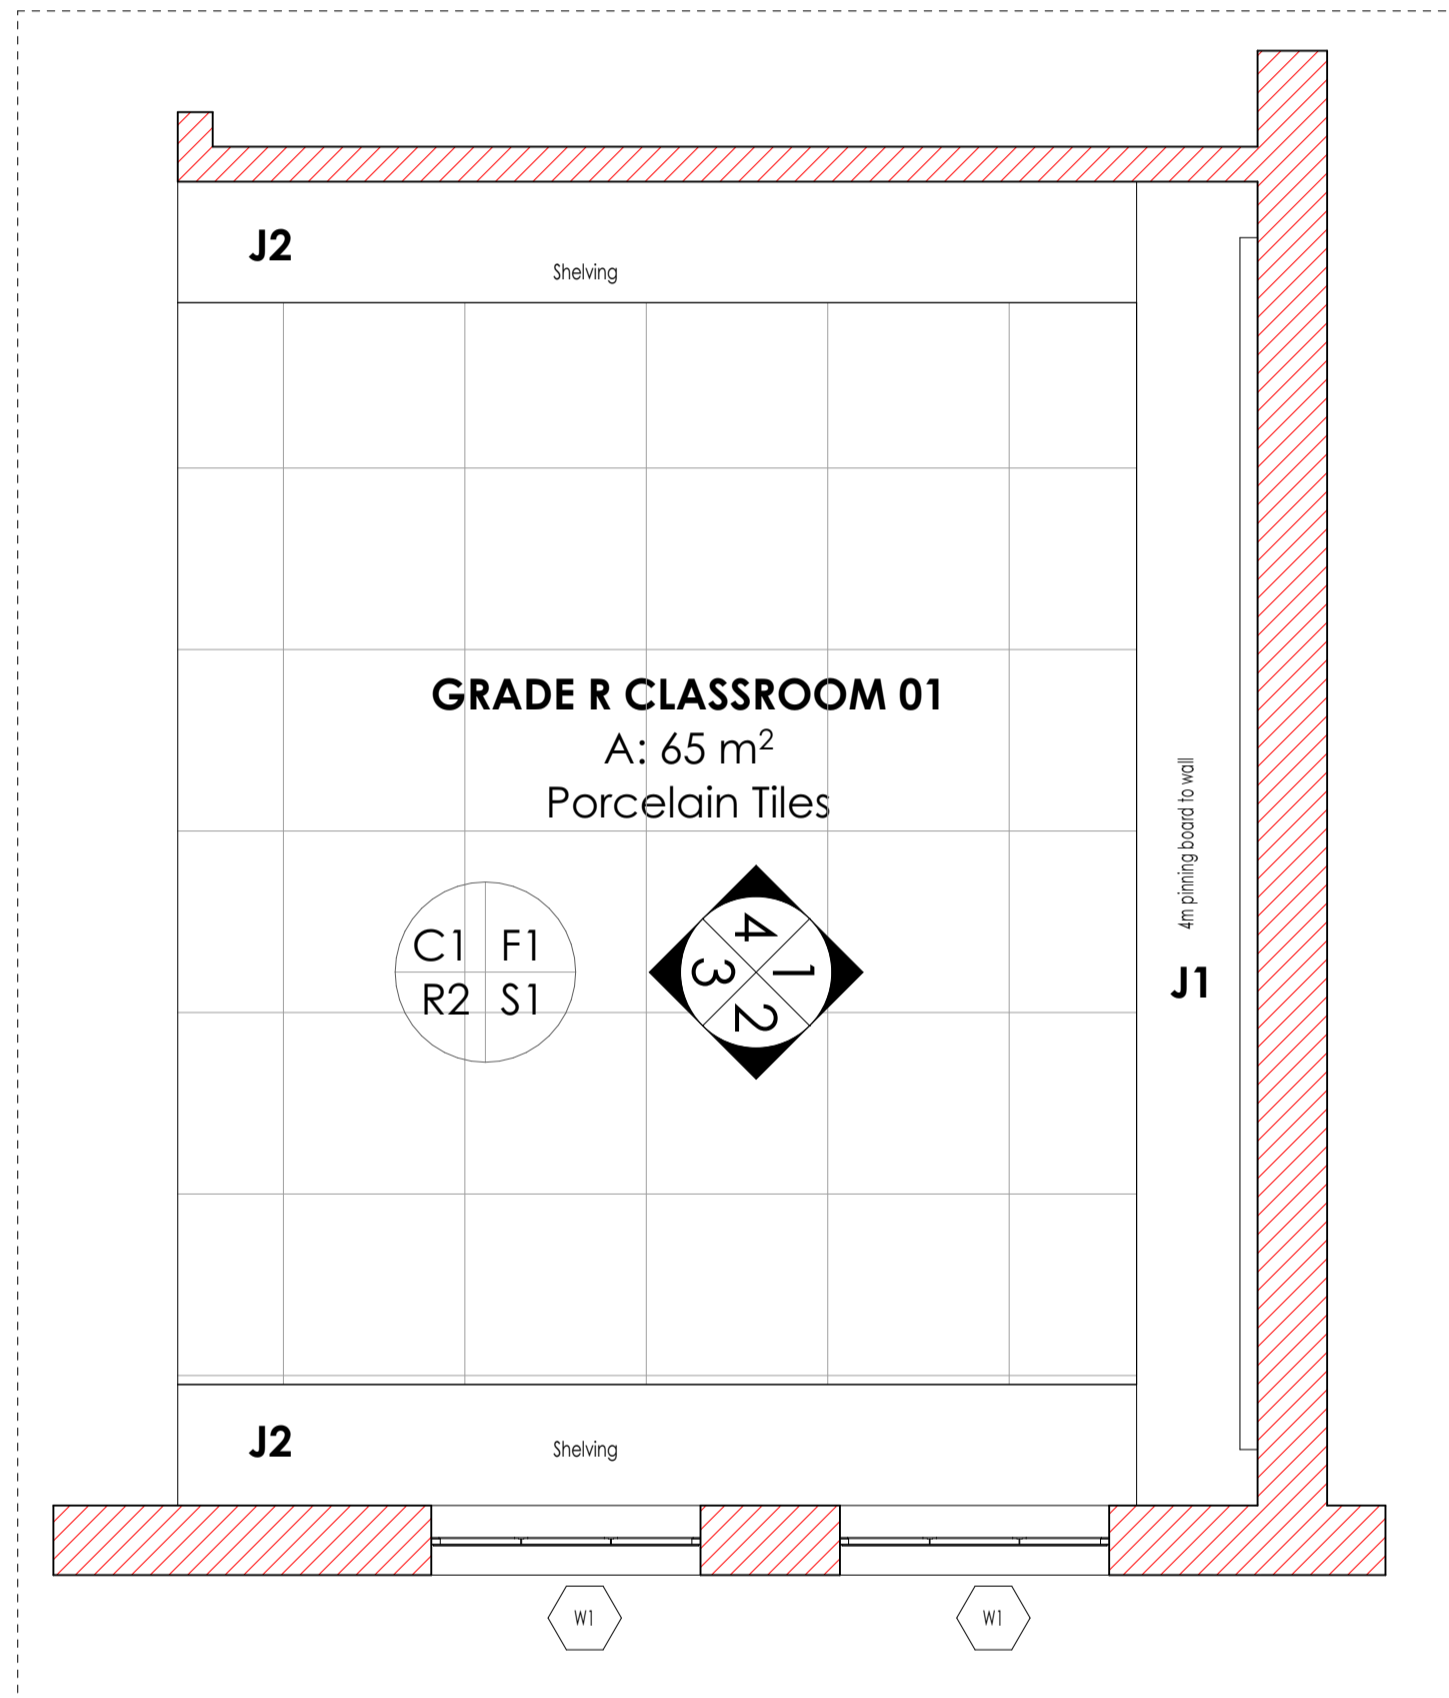 J2
Shelving
GRADE R CLASSROOM 01
A: 65 m²
Porcelain Tiles
4m pinning board to wall
J1
C1 F1
R2 S1
4
3 1
2
J2
Shelving
W1 W1